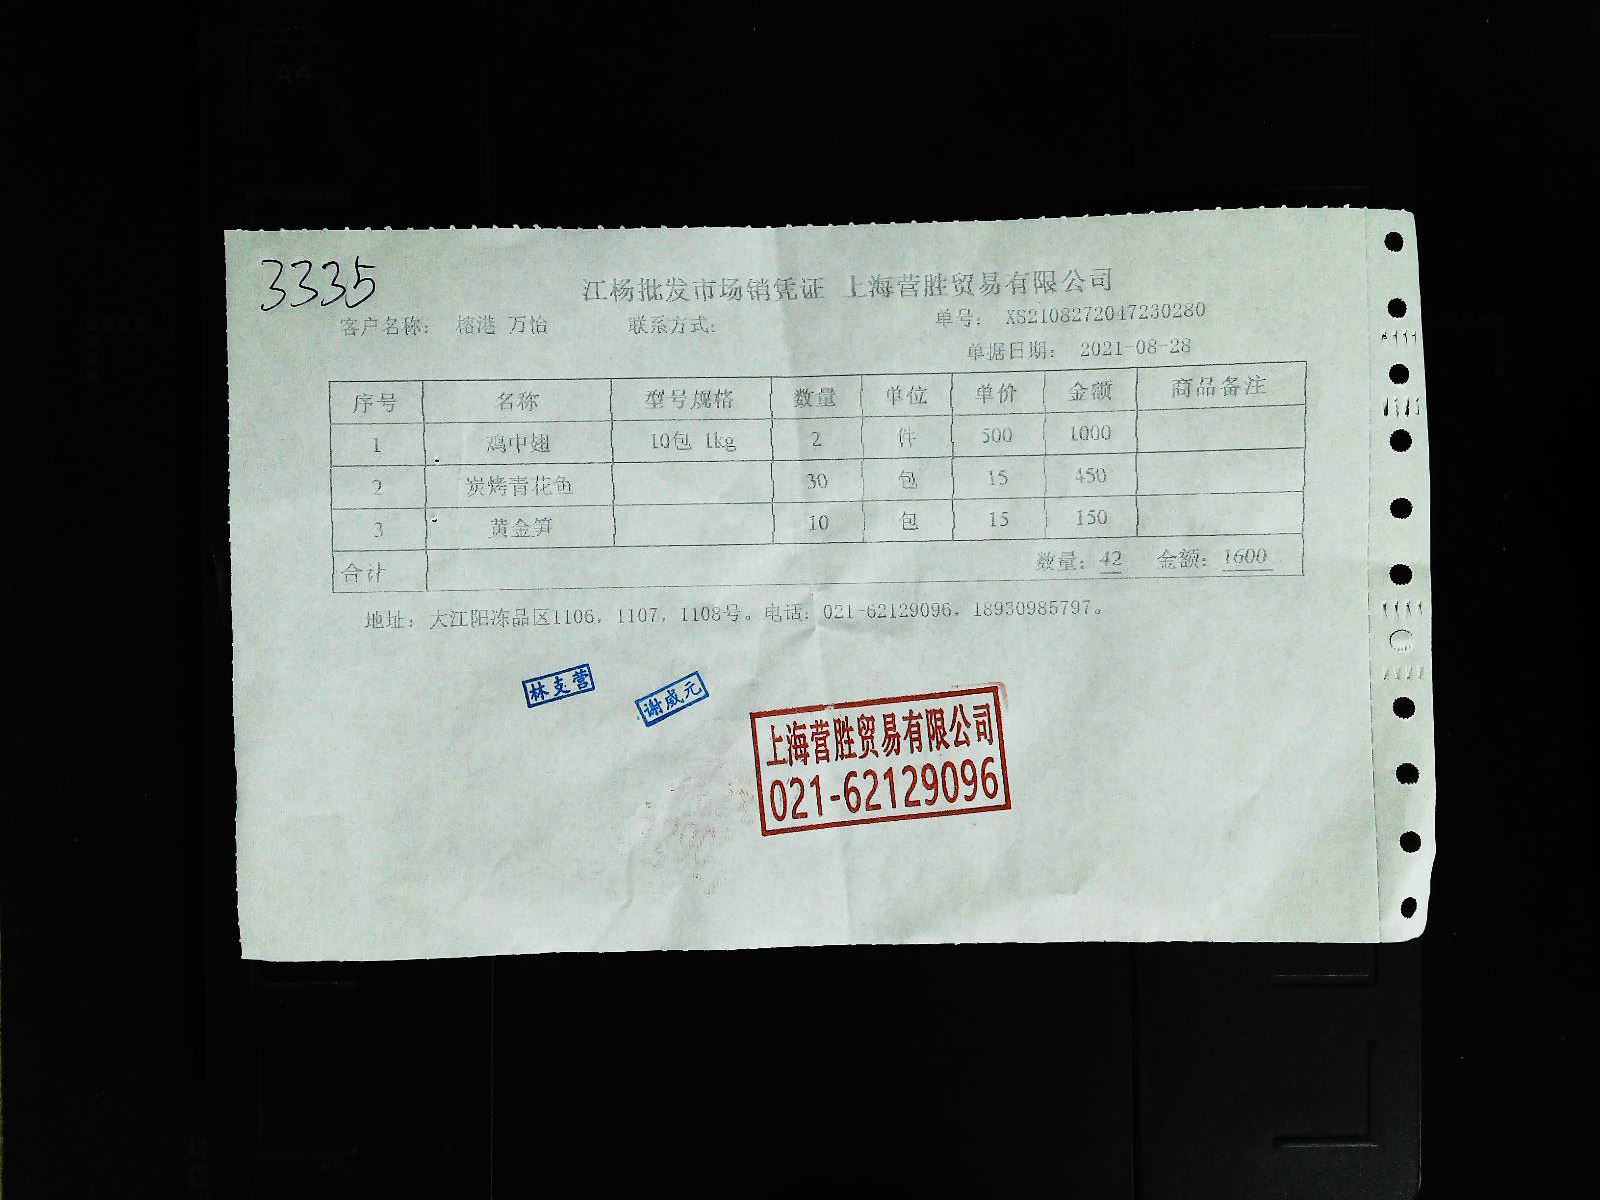 3335
江杨批发市场销凭证 上海营胜贸易有限公司
客户名称： 榕港 万怡 联系方式: 单号： XS2108272047230280
单据日期： 2021-08-28
序号 名称 型号规格 数量 单位 单价 金额 商品备注
1 鸡中翅 10包 1kg 2 件 500 1000
2 炭烤青花鱼 30 包 15 450
3 黄金笋 10 包 15 150
合计 数量: 42 金额: 1600
地址: 大江阳冻品区1106, 1107, 1108号。电话: 021-62129096, 18930985797。
林支营
谢威元
上海营胜贸易有限公司
021-62129096